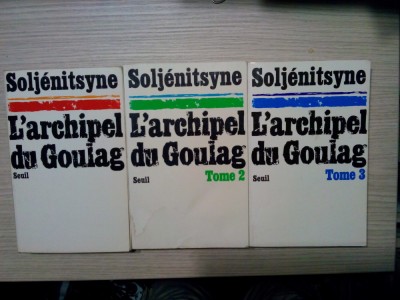 Soljénitsyne
L'archipel
du Goulag
Seuil
Soljénitsyne
L'archipel
du Goulag
Tome 2
Seuil
Soljénitsyne
L'archipel
du Goulag
Seuil
Tome 3